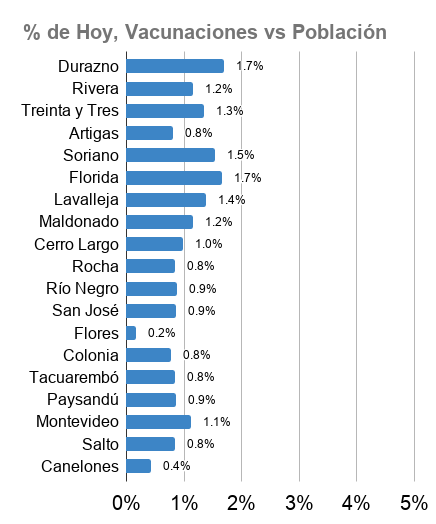 % de Hoy, Vacunaciones vs Población
Durazno 1.7%
Rivera 1.2%
Treinta y Tres 1.3%
Artigas 0.8%
Soriano 1.5%
Florida 1.7%
Lavalleja 1.4%
Maldonado 1.2%
Cerro Largo 1.0%
Rocha 0.8%
Río Negro 0.9%
San José 0.9%
Flores 0.2%
Colonia 0.8%
Tacuarembó 0.8%
Paysandú 0.9%
Montevideo 1.1%
Salto 0.8%
Canelones 0.4%
0% 1% 2% 3% 4% 5%